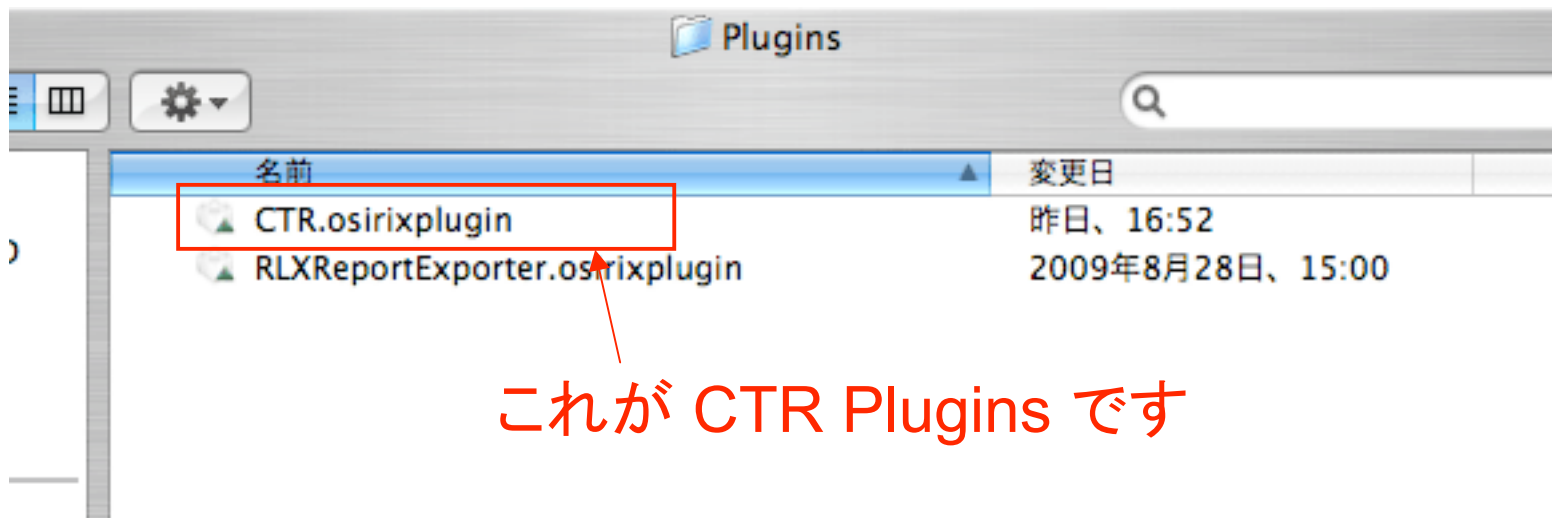 Plugins
名前 変更日
CTR.osirixplugin 昨日、16:52
RLXReportExporter.osirixplugin 2009年8月28日、15:00
これが CTR Plugins です